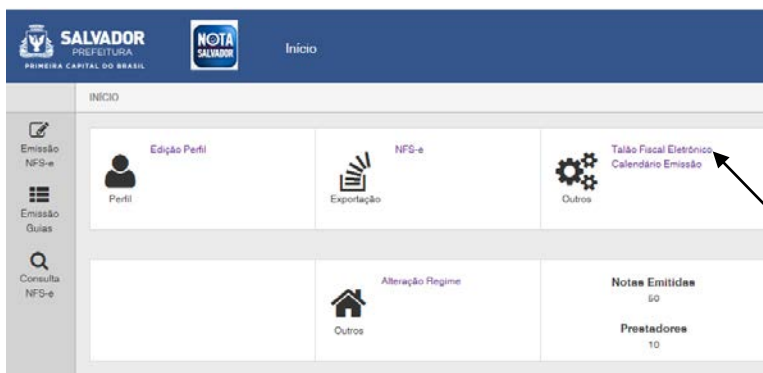 SALVADOR
PREFEITURA
PRIMEIRA CAPITAL DO BRASIL
NOTA
SALVADOR
Início
INÍCIO
Emissão
NFS-e
Emissão
Guias
Consulta
NFS-e
Edição Perfil
Perfil
NFS-e
Exportação
Talão Fiscal Eletrônico
Calendário Emissão
Outros
Alteração Regime
Outros
Notas Emitidas
50
Prestadores
10